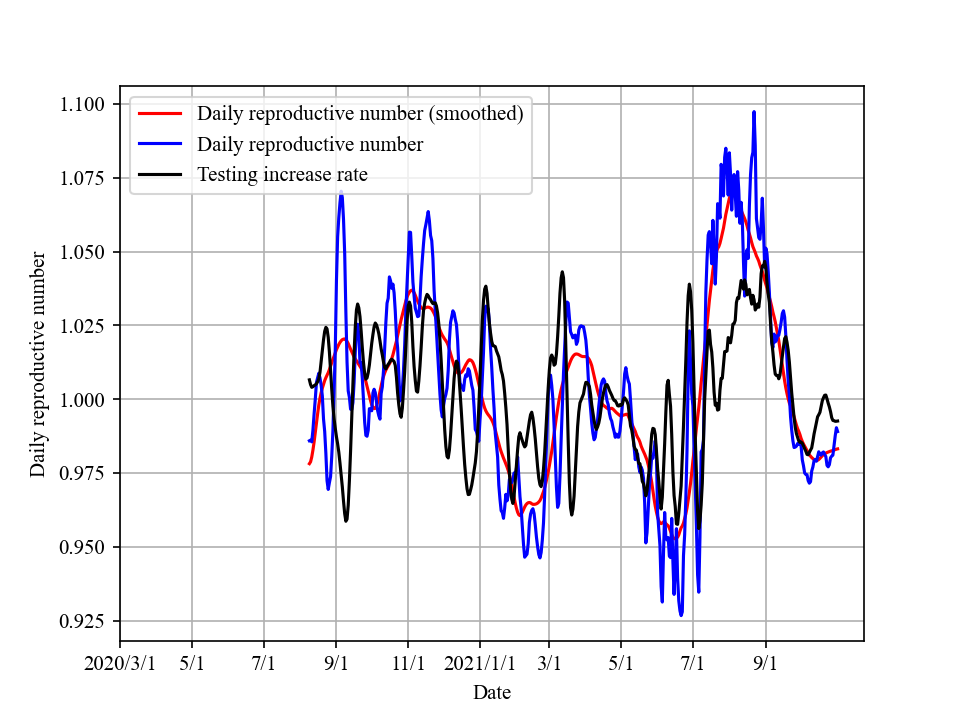 Daily reproductive number (smoothed)
Daily reproductive number
Testing increase rate
Daily reproductive number
1.100
1.075
1.050
1.025
1.000
0.975
0.950
0.925
2020/3/1 5/1 7/1 9/1 11/1 2021/1/1 3/1 5/1 7/1 9/1
Date